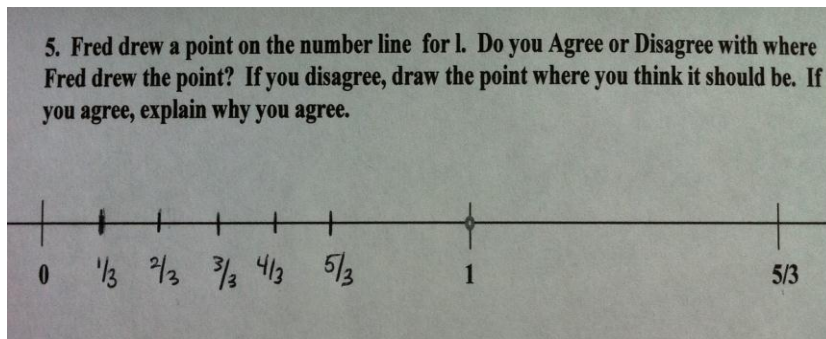 5. Fred drew a point on the number line for 1. Do you Agree or Disagree with where
Fred drew the point? If you disagree, draw the point where you think it should be. If
you agree, explain why you agree.
0 1/3 2/3 3/3 4/3 5/3 1 5/3